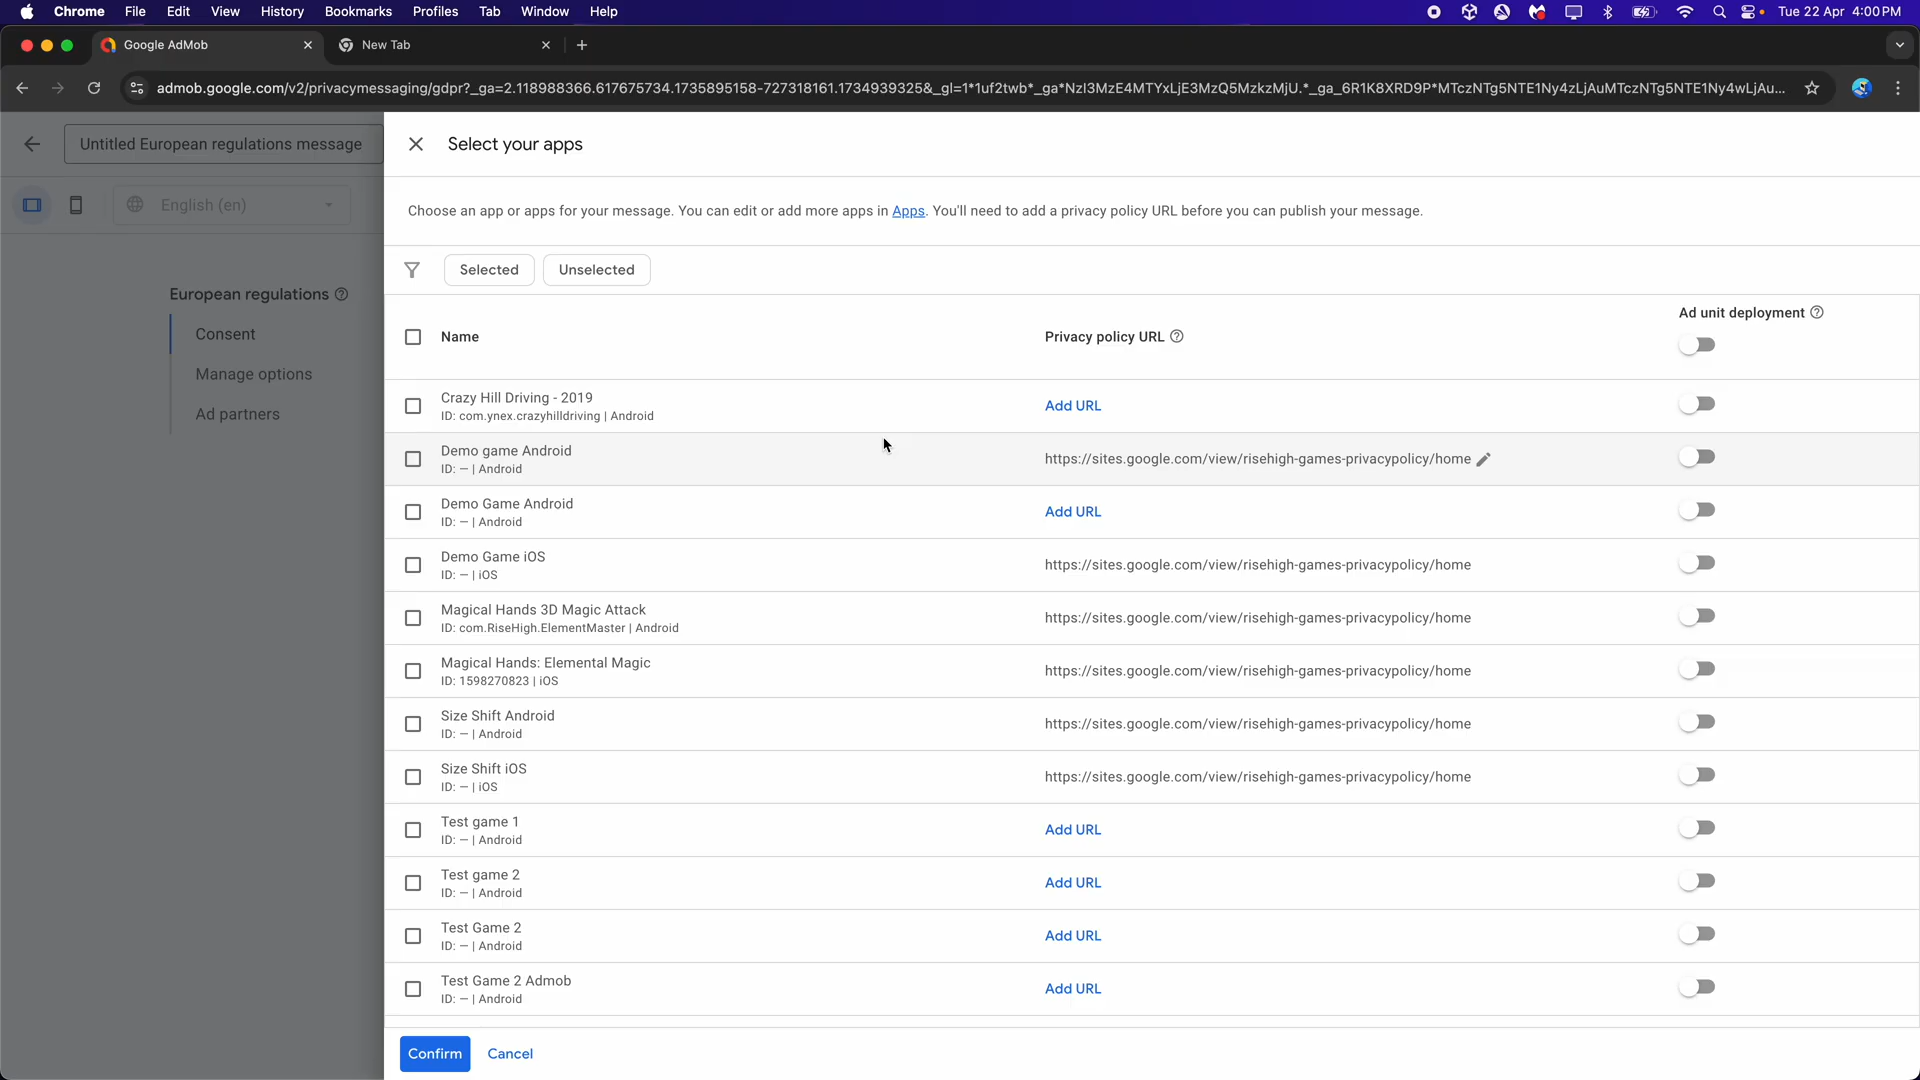 Chrome File Edit View History Bookmarks Profiles Tab Window Help
Tue 22 Apr 4:00 PM
Google AdMob
New Tab
admob.google.com/v2/privacymessaging/gdpr?_ga=2.118988366.617675734.1735895158-727318161.1734939325&_gl=1*1uf2twb*_ga*NzI3MzE4MTYxLjE3MzQ5MzkzMjU.*_ga_6R1K8XRD9P*MTczNTg5NTE1Ny4zLjAuMTczNTg5NTE1Ny4wLjAu...
Untitled European regulations message
English (en)
European regulations
Consent
Manage options
Ad partners
Select your apps
Choose an app or apps for your message. You can edit or add more apps in Apps. You'll need to add a privacy policy URL before you can publish your message.
Selected
Unselected
Name
Privacy policy URL
Ad unit deployment
Crazy Hill Driving - 2019
ID: com.ynex.crazyhilldriving | Android
Add URL
Demo game Android
ID: — | Android
https://sites.google.com/view/risehigh-games-privacypolicy/home
Demo Game Android
ID: — | Android
Add URL
Demo Game iOS
ID: — | iOS
https://sites.google.com/view/risehigh-games-privacypolicy/home
Magical Hands 3D Magic Attack
ID: com.RiseHigh.ElementMaster | Android
https://sites.google.com/view/risehigh-games-privacypolicy/home
Magical Hands: Elemental Magic
ID: 1598270823 | iOS
https://sites.google.com/view/risehigh-games-privacypolicy/home
Size Shift Android
ID: — | Android
https://sites.google.com/view/risehigh-games-privacypolicy/home
Size Shift iOS
ID: — | iOS
https://sites.google.com/view/risehigh-games-privacypolicy/home
Test game 1
ID: — | Android
Add URL
Test game 2
ID: — | Android
Add URL
Test Game 2
ID: — | Android
Add URL
Test Game 2 Admob
ID: — | Android
Add URL
Confirm
Cancel